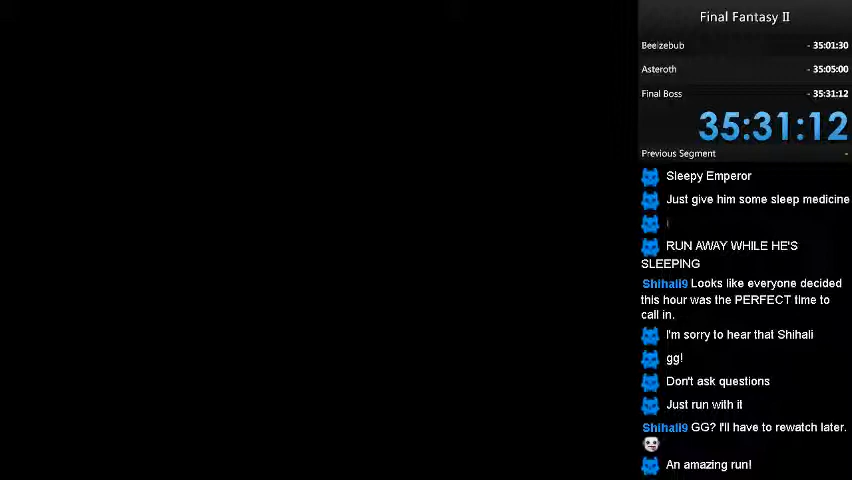 Final Fantasy II
Beelzebub - 35:01:30
Asteroth - 35:05:00
Final Boss - 35:31:12
35:31:12
Previous Segment -
Sleepy Emperor
Just give him some sleep medicine
RUN AWAY WHILE HE'S
SLEEPING
Shihali9 Looks like everyone decided
this hour was the PERFECT time to
call in.
I'm sorry to hear that Shihali
gg!
Don't ask questions
Just run with it
Shihali9 GG? I'll have to rewatch later.
An amazing run!